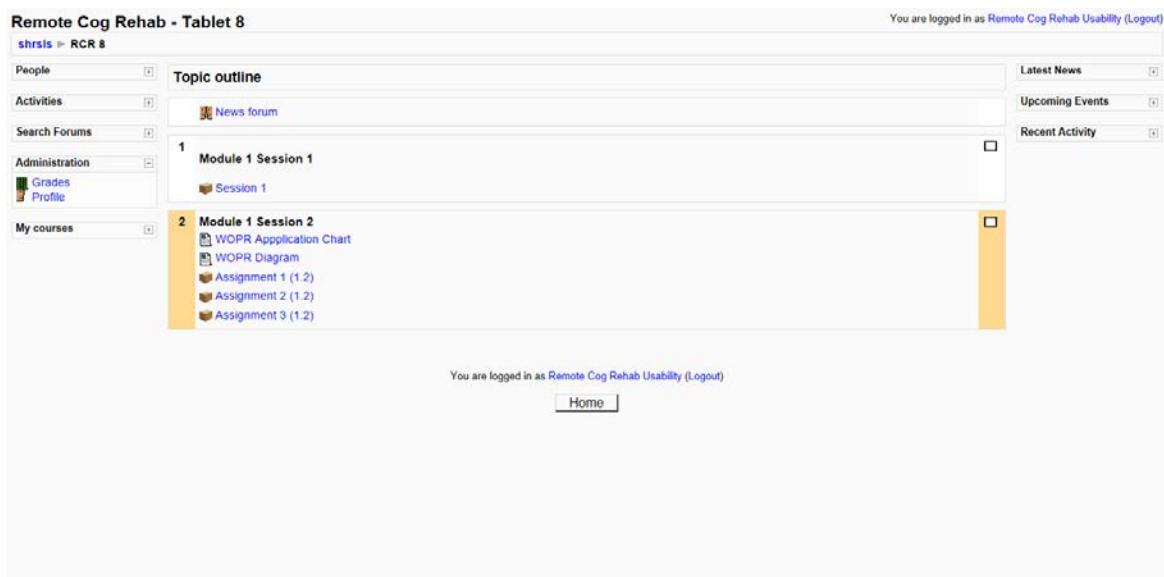 Remote Cog Rehab - Tablet 8
You are logged in as Remote Cog Rehab Usability (Logout)
shrsis ► RCR 8
People
Activities
Search Forums
Administration
Grades
Profile
My courses
Topic outline
News forum
1
Module 1 Session 1
Session 1
2 Module 1 Session 2
WOPR Appplication Chart
WOPR Diagram
Assignment 1 (1.2)
Assignment 2 (1.2)
Assignment 3 (1.2)
Latest News
Upcoming Events
Recent Activity
You are logged in as Remote Cog Rehab Usability (Logout)
Home